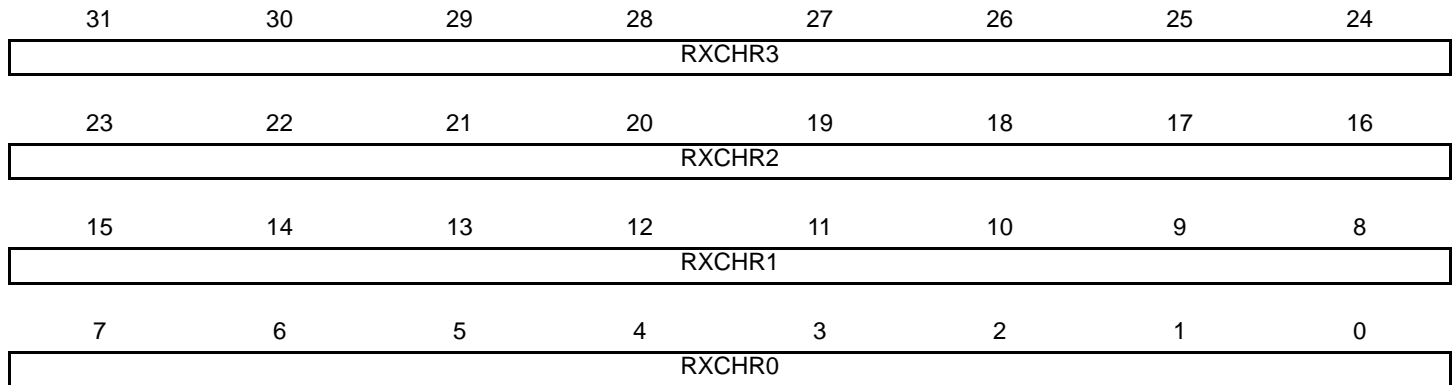 31 30 29 28 27 26 25 24
RXCHR3
23 22 21 20 19 18 17 16
RXCHR2
15 14 13 12 11 10 9 8
RXCHR1
7 6 5 4 3 2 1 0
RXCHR0